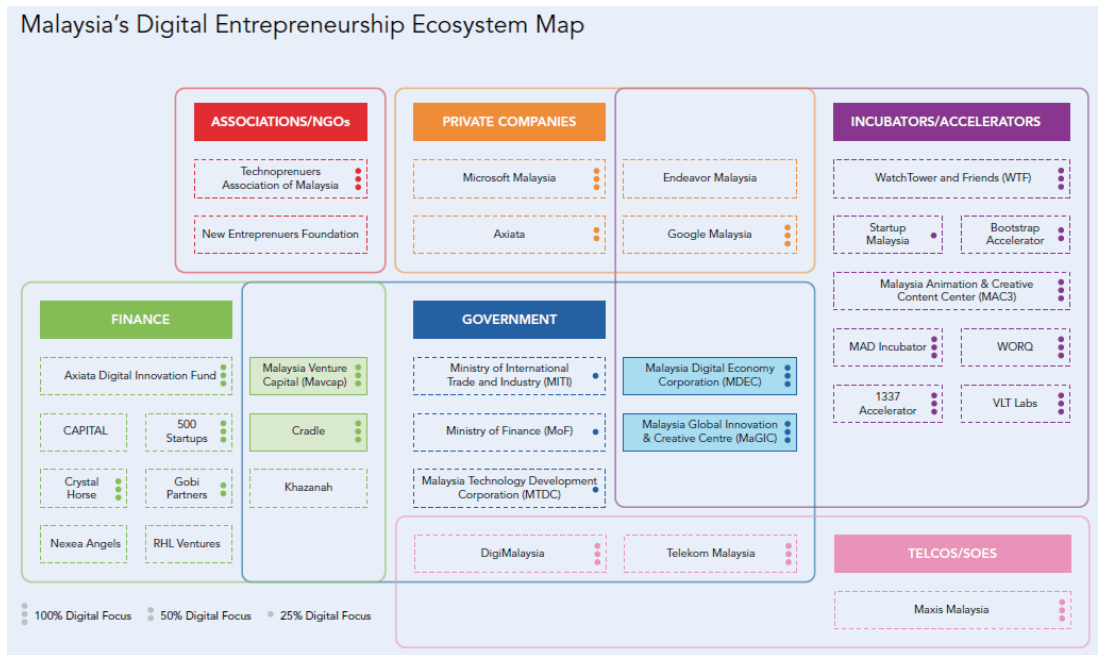 Malaysia's Digital Entrepreneurship Ecosystem Map
ASSOCIATIONS/NGOs
Technoprenuers
Association of Malaysia
New Entreprenuers Foundation
PRIVATE COMPANIES
Microsoft Malaysia
Endeavor Malaysia
Axiata
Google Malaysia
INCUBATORS/ACCELERATORS
WatchTower and Friends (WTF)
Startup
Malaysia
Bootstrap
Accelerator
Malaysia Animation & Creative
Content Center (MAC3)
MAD Incubator
WORQ
1337
Accelerator
VLT Labs
FINANCE
Axiata Digital Innovation Fund
Malaysia Venture
Capital (Mavcap)
CAPITAL
500
Startups
Cradle
Crystal
Horse
Gobi
Partners
Khazanah
Nexea Angels
RHL Ventures
GOVERNMENT
Ministry of International
Trade and Industry (MITI)
Malaysia Digital Economy
Corporation (MDEC)
Ministry of Finance (MoF)
Malaysia Global Innovation
& Creative Centre (MaGIC)
Malaysia Technology Development
Corporation (MTDC)
DigiMalaysia
Telekom Malaysia
TELCOS/SOES
Maxis Malaysia
100% Digital Focus
50% Digital Focus
25% Digital Focus